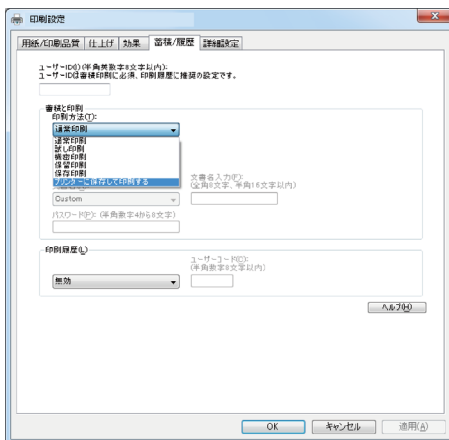 印刷設定
用紙/印刷品質 仕上げ 効果 蓄積/履歴 詳細設定
ユーザーID(I)(半角英数字8文字以内):
ユーザーIDは蓄積印刷に必須、印刷履歴に推奨の設定です。
蓄積と印刷
印刷方法(T):
通常印刷
通常印刷
試し印刷
機密印刷
保留印刷
保存印刷
プリンターに保存して印刷する
文書名入力(F):
(全角8文字、半角16文字以内)
Custom
パスワード(P): (半角数字4から8文字)
印刷履歴(L)
ユーザーコード(C):
(半角数字8文字以内)
無効
ヘルプ(H)
OK キャンセル 適用(A)